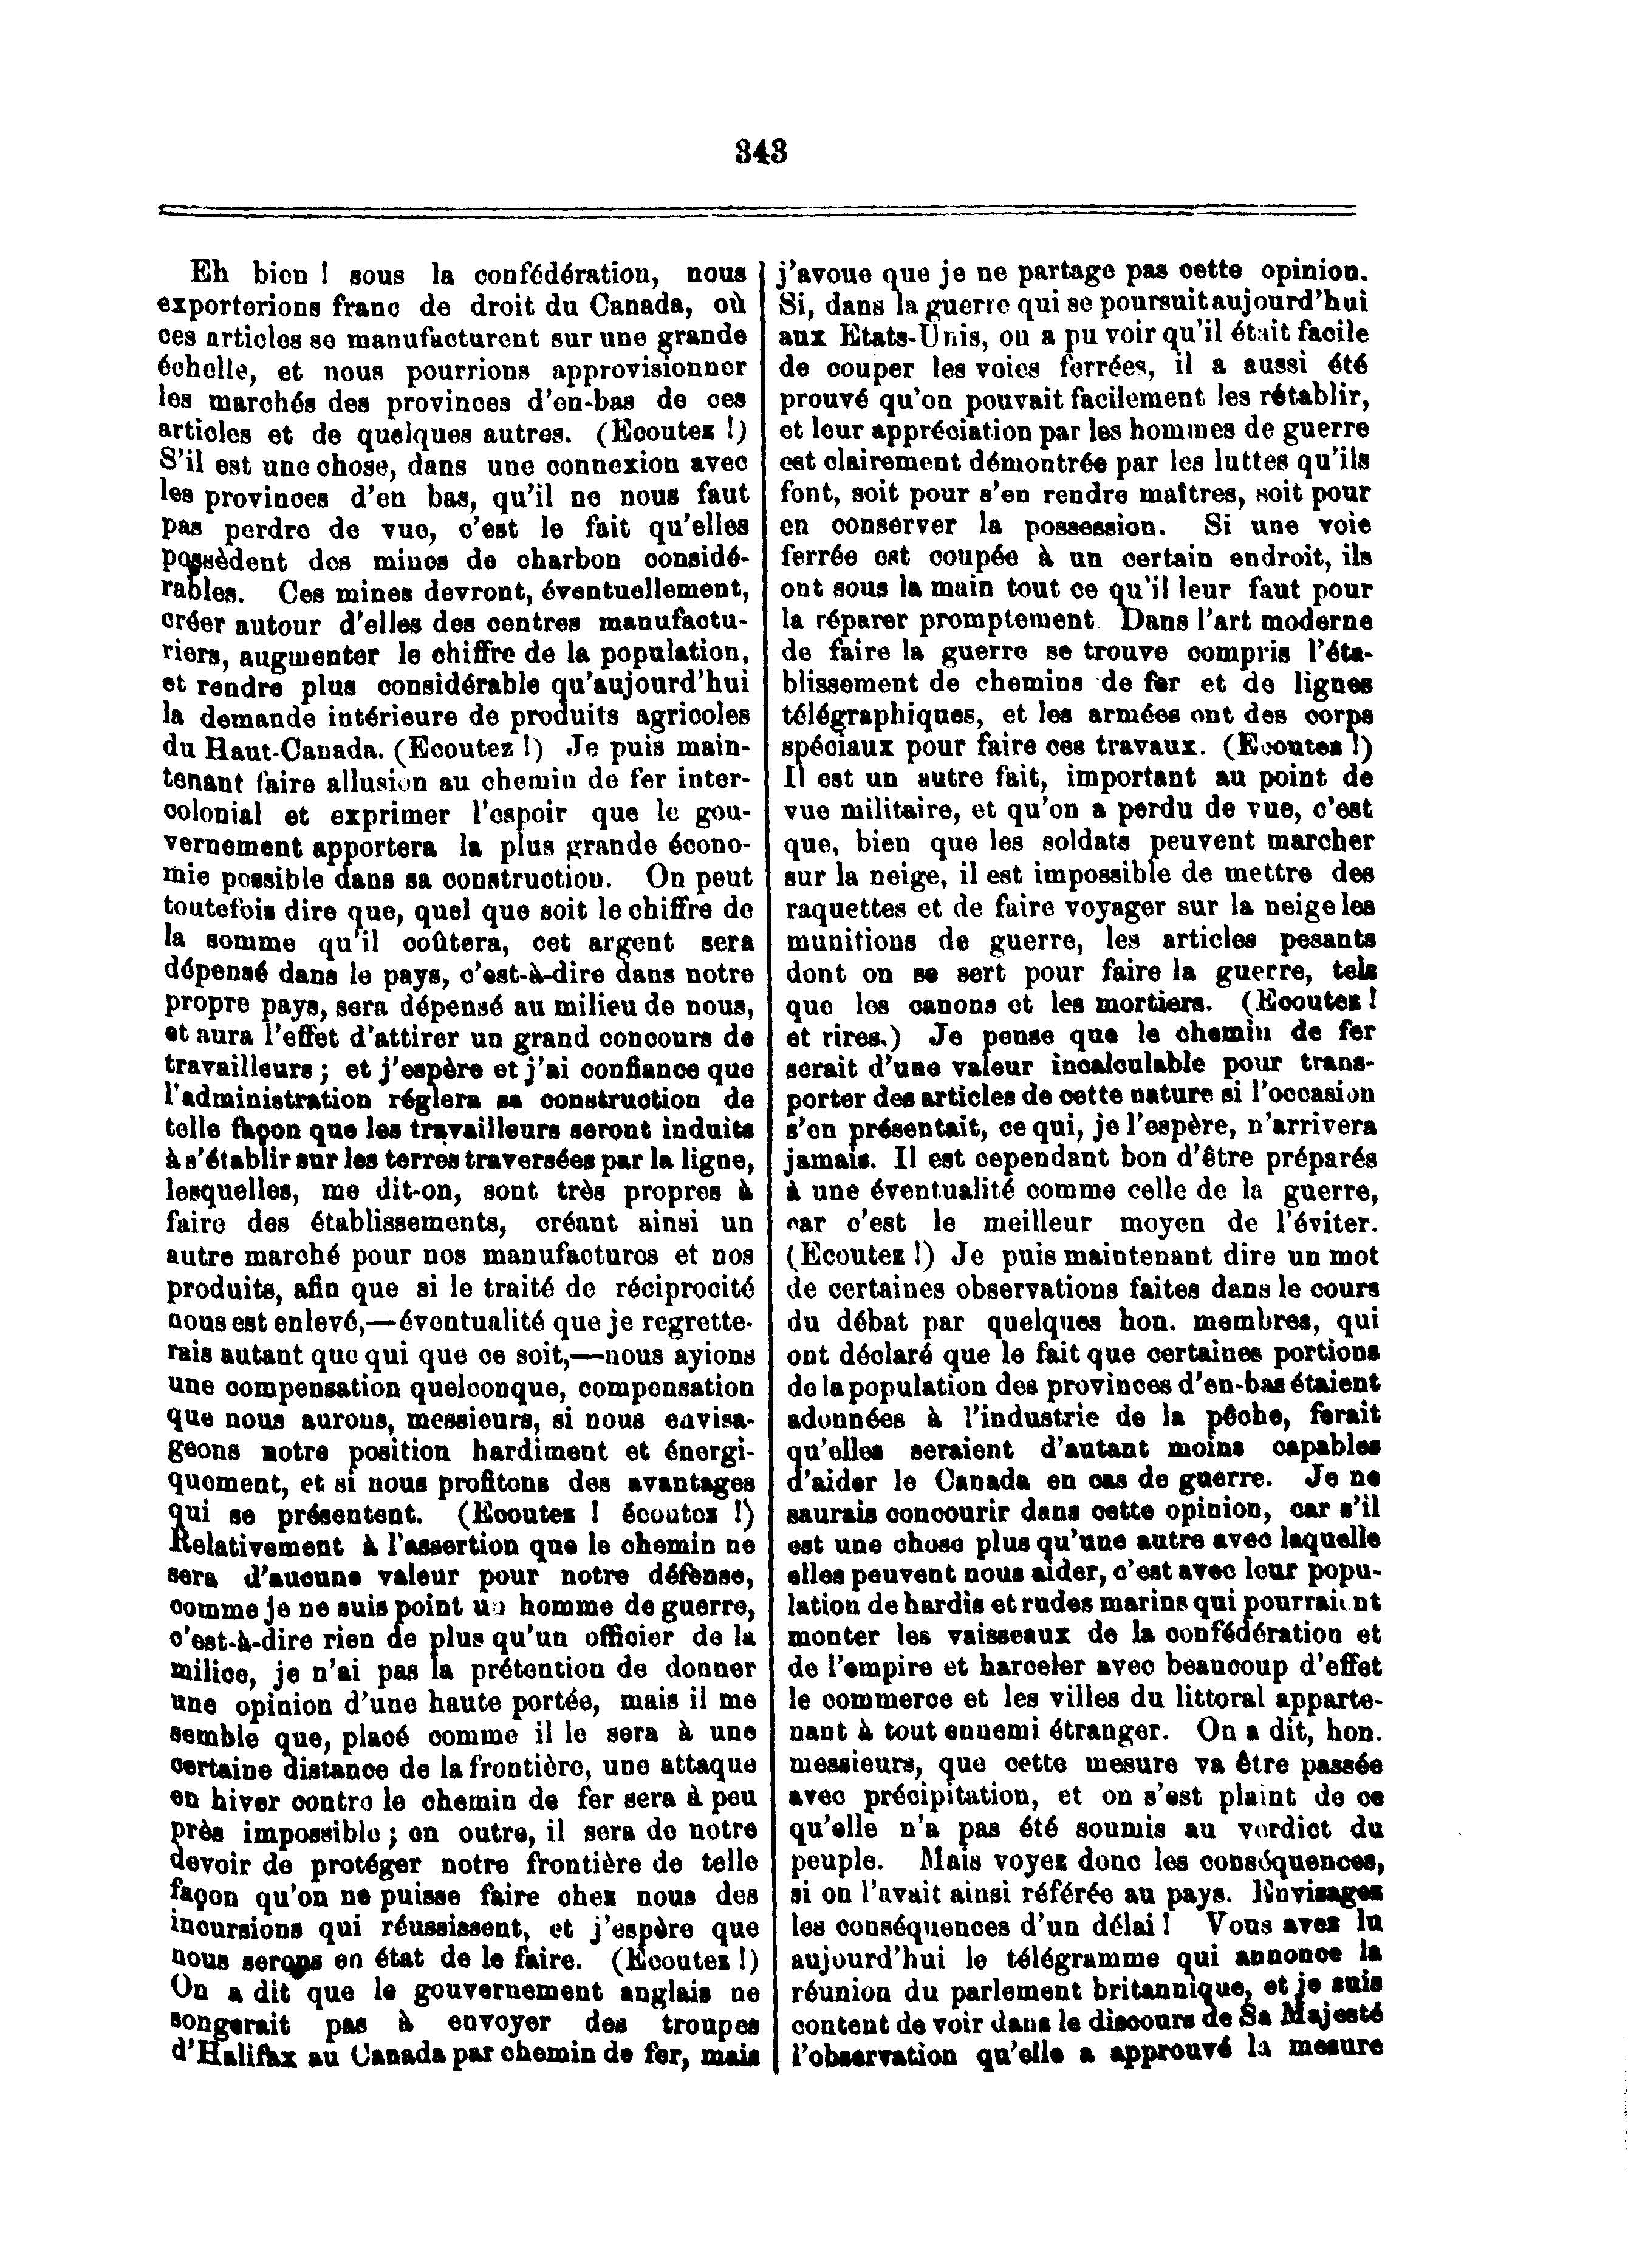 343
Eh bien ! sous la confédération, nous
exporterions franc de droit du Canada, où
ces articles se manufacturent sur une grande
échelle, et nous pourrions approvisionner
les marchés des provinces d'en-bas de ces
articles et de quelques autres. (Ecoutez !)
S'il est une chose, dans une connexion avec
les provinces d'en bas, qu'il ne nous faut
pas perdre de vue, c'est le fait qu'elles
possèdent des mines de charbon considé-
rables. Ces mines devront, éventuellement,
créer autour d'elles des centres manufactu-
riers, augmenter le chiffre de la population,
et rendre plus considérable qu'aujourd'hui
la demande intérieure de produits agricoles
du Haut-Canada. (Ecoutez !) Je puis main-
tenant faire allusion au chemin de fer inter-
colonial et exprimer l'espoir que le gou-
vernement apportera la plus grande écono-
mie possible dans sa construction. On peut
toutefois dire que, quel que soit le chiffre de
la somme qu'il coûtera, cet argent sera
dépensé dans le pays, c'est-à-dire dans notre
propre pays, sera dépensé au milieu de nous,
et aura l'effet d'attirer un grand concours de
travailleurs ; et j'espère et j'ai confiance que
l'administration réglera sa construction de
telle façon que les travailleurs seront induits
à s'établir sur les terres traversées par la ligne,
lesquelles, me dit-on, sont très propres à
faire des établissements, créant ainsi un
autre marché pour nos manufactures et nos
produits, afin que si le traité de réciprocité
nous est enlevé,—éventualité que je regrette-
rais autant que qui que ce soit,—nous ayions
une compensation quelconque, compensation
que nous aurons, messieurs, si nous envisa-
geons notre position hardiment et énergi-
quement, et si nous profitons des avantages
qui se présentent. (Ecoutez ! écoutez !)
Relativement à l'assertion que le chemin ne
sera d'aucune valeur pour notre défense,
comme je ne suis point un homme de guerre,
c'est-à-dire rien de plus qu'un officier de la
milice, je n'ai pas la prétention de donner
une opinion d'une haute portée, mais il me
semble que, placé comme il le sera à une
certaine distance de la frontière, une attaque
en hiver contre le chemin de fer sera à peu
près impossible ; en outre, il sera de notre
devoir de protéger notre frontière de telle
façon qu'on ne puisse faire chez nous des
incursions qui réussissent, et j'espère que
nous serons en état de le faire. (Ecoutez !)
On a dit que le gouvernement anglais ne
songerait pas à envoyer des troupes
d'Halifax au Canada par chemin de fer, mais
j'avoue que je ne partage pas cette opinion.
Si, dans la guerre qui se poursuit aujourd'hui
aux Etats-Unis, on a pu voir qu'il était facile
de couper les voies ferrées, il a aussi été
prouvé qu'on pouvait facilement les rétablir,
et leur appréciation par les hommes de guerre
est clairement démontrée par les luttes qu'ils
font, soit pour s'en rendre maîtres, soit pour
en conserver la possession. Si une voie
ferrée est coupée à un certain endroit, ils
ont sous la main tout ce qu'il leur faut pour
la réparer promptement. Dans l'art moderne
de faire la guerre se trouve compris l'éta-
blissement de chemins de fer et de lignes
télégraphiques, et les armées ont des corps
spéciaux pour faire ces travaux. (Ecoutez !)
Il est un autre fait, important au point de
vue militaire, et qu'on a perdu de vue, c'est
que, bien que les soldats peuvent marcher
sur la neige, il est impossible de mettre des
raquettes et de faire voyager sur la neige les
munitions de guerre, les articles pesants
dont on se sert pour faire la guerre, tels
que les canons et les mortiers. (Ecoutez !
et rires.) Je pense que le chemin de fer
serait d'une valeur incalculable pour trans-
porter des articles de cette nature si l'occasion
s'en présentait, ce qui, je l'espère, n'arrivera
jamais. Il est cependant bon d'être préparés
à une éventualité comme celle de la guerre,
car c'est le meilleur moyen de l'éviter.
(Ecoutez !) Je puis maintenant dire un mot
de certaines observations faites dans le cours
du débat par quelques hon. membres, qui
ont déclaré que le fait que certaines portions
de la population des provinces d'en-bas étaient
adonnées à l'industrie de la pêche, ferait
qu'elles seraient d'autant moins capables
d'aider le Canada en cas de guerre. Je ne
saurais concourir dans cette opinion, car s'il
est une chose plus qu'une autre avec laquelle
elles peuvent nous aider, c'est avec leur popu-
lation de hardis et rudes marins qui pourraient
monter les vaisseaux de la confédération et
de l'empire et harceler avec beaucoup d'effet
le commerce et les villes du littoral apparte-
nant à tout ennemi étranger. On a dit, hon.
messieurs, que cette mesure va être passée
avec précipitation, et on s'est plaint de ce
qu'elle n'a pas été soumis au verdict du
peuple. Mais voyez donc les conséquences,
si on l'avait ainsi référée au pays. Envisagez
les conséquences d'un délai ! Vous avez lu
aujourd'hui le télégramme qui annonce la
réunion du parlement britannique, et je suis
content de voir dans le discours de Sa Majesté
l'observation qu'elle a approuvé la mesure